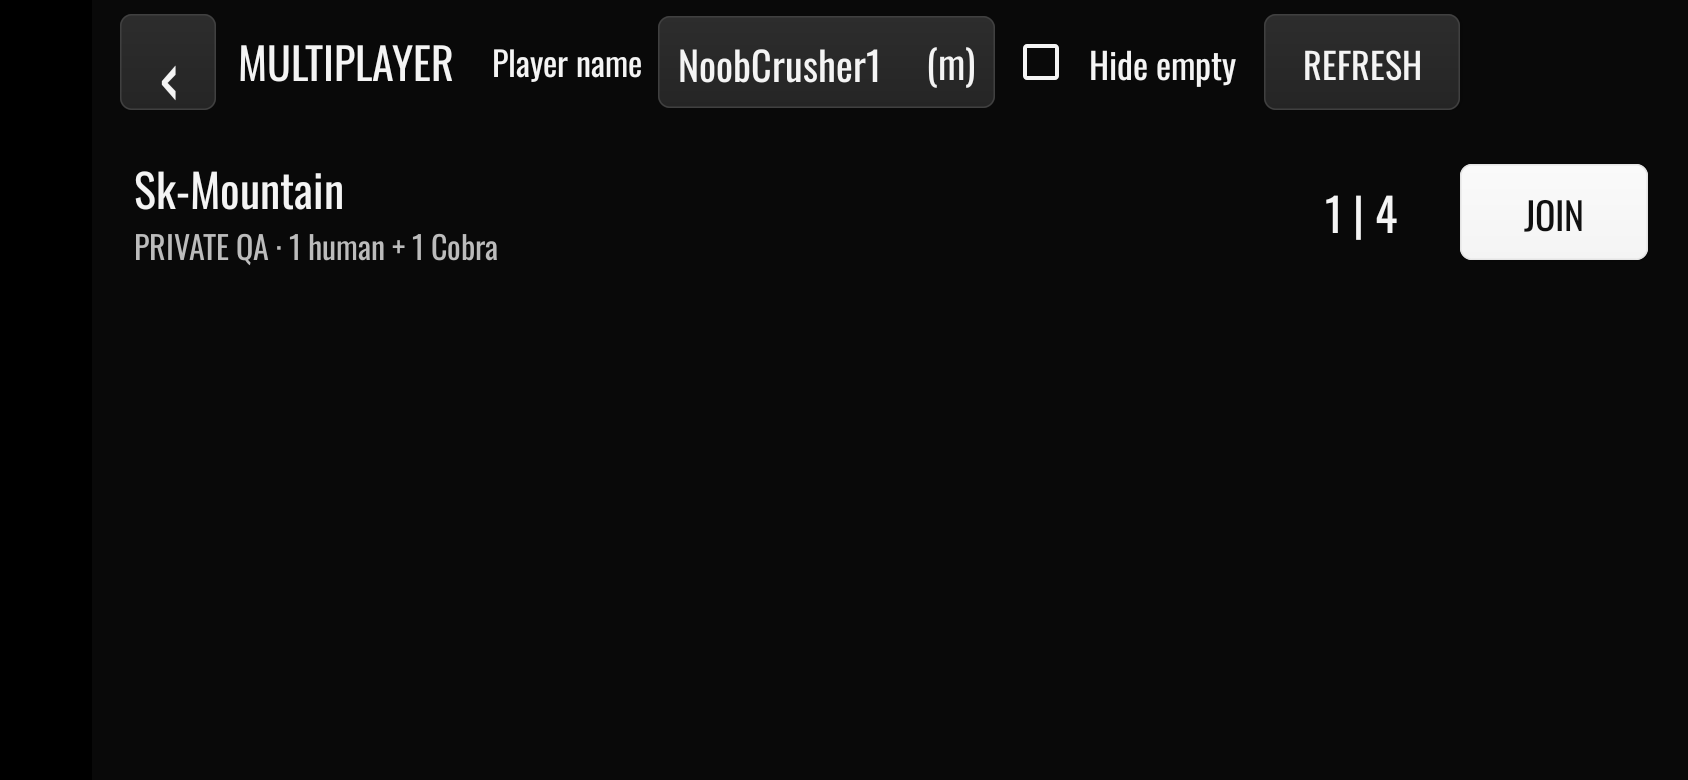 ‹ MULTIPLAYER Player name NoobCrusher1 (m) Hide empty REFRESH
Sk-Mountain
PRIVATE QA · 1 human + 1 Cobra
1 | 4 JOIN